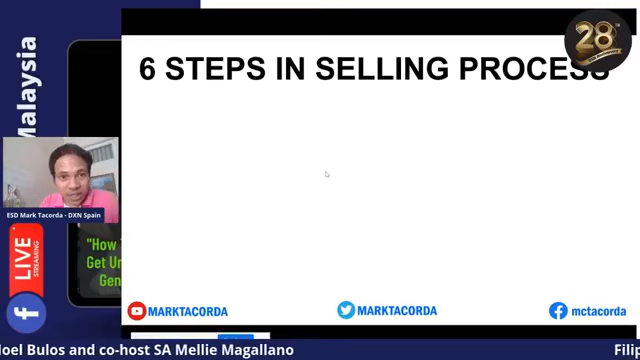 6 STEPS IN SELLING PROCESS
28
Malaysia
ESD Mark Tacorda - DXN Spain
LIVE
STREAMING
f
"How
Get
Gen
MARKTACORDA
MARKTACORDA
mctacorda
Noel Bulos and co-host SA Mellie Magallano
Filip